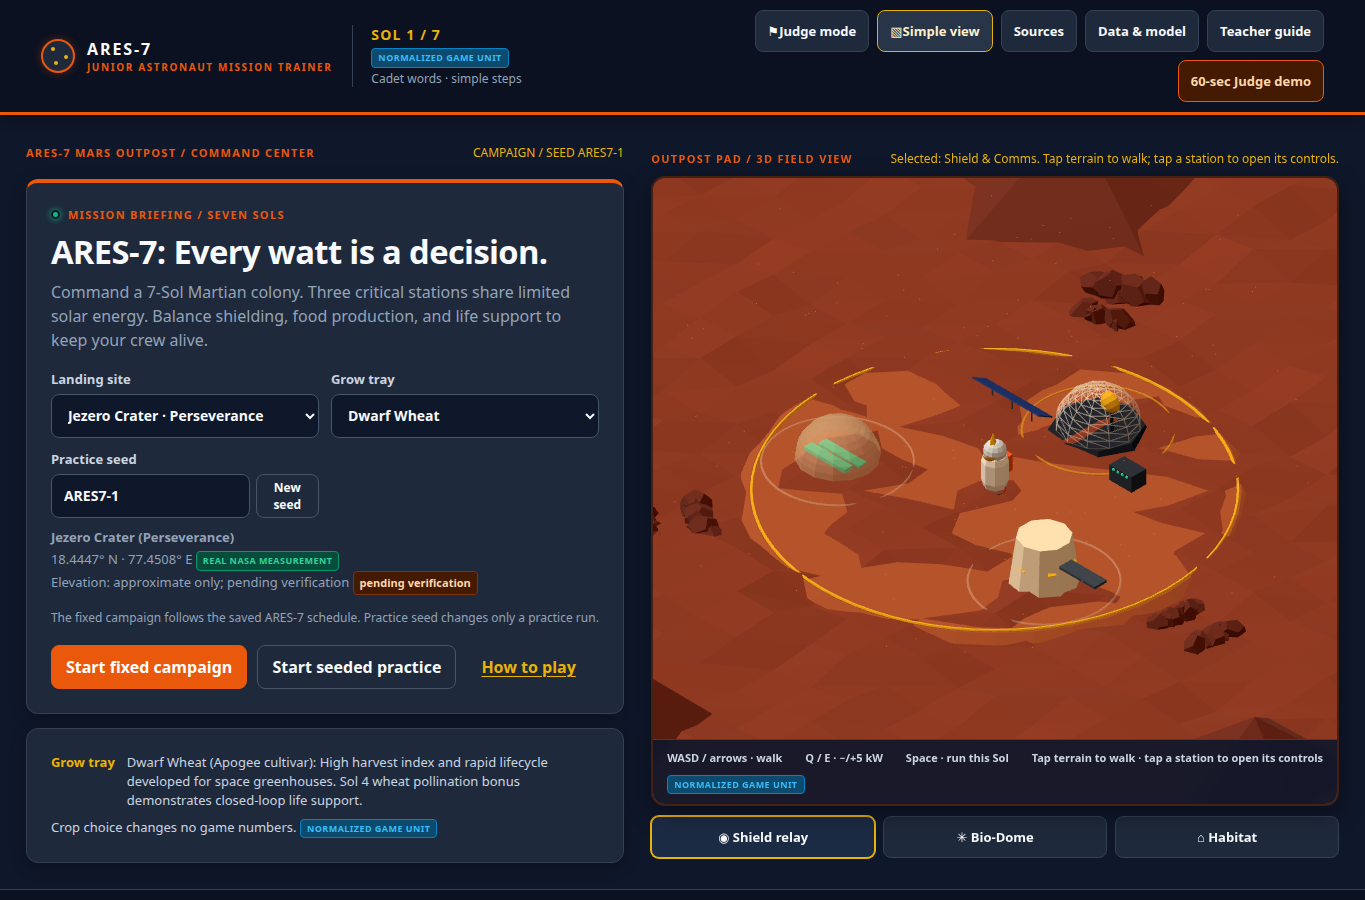 ARES-7
JUNIOR ASTRONAUT MISSION TRAINER
SOL 1 / 7
NORMALIZED GAME UNIT
Cadet words · simple steps
Judge mode
Simple view
Sources
Data & model
Teacher guide
60-sec Judge demo
ARES-7 MARS OUTPOST / COMMAND CENTER
CAMPAIGN / SEED ARES7-1
MISSION BRIEFING / SEVEN SOLS
ARES-7: Every watt is a decision.
Command a 7-Sol Martian colony. Three critical stations share limited
solar energy. Balance shielding, food production, and life support to
keep your crew alive.
Landing site
Grow tray
Jezero Crater · Perseverance
Dwarf Wheat
Practice seed
ARES7-1
New
seed
Jezero Crater (Perseverance)
18.4447° N · 77.4508° E REAL NASA MEASUREMENT
Elevation: approximate only; pending verification pending verification
The fixed campaign follows the saved ARES-7 schedule. Practice seed changes only a practice run.
Start fixed campaign
Start seeded practice
How to play
Grow tray Dwarf Wheat (Apogee cultivar): High harvest index and rapid lifecycle
developed for space greenhouses. Sol 4 wheat pollination bonus
demonstrates closed-loop life support.
Crop choice changes no game numbers. NORMALIZED GAME UNIT
OUTPOST PAD / 3D FIELD VIEW
Selected: Shield & Comms. Tap terrain to walk; tap a station to open its controls.
WASD / arrows · walk
Q / E · −/+5 kW
Space · run this Sol
Tap terrain to walk · tap a station to open its controls
NORMALIZED GAME UNIT
Shield relay
Bio-Dome
Habitat